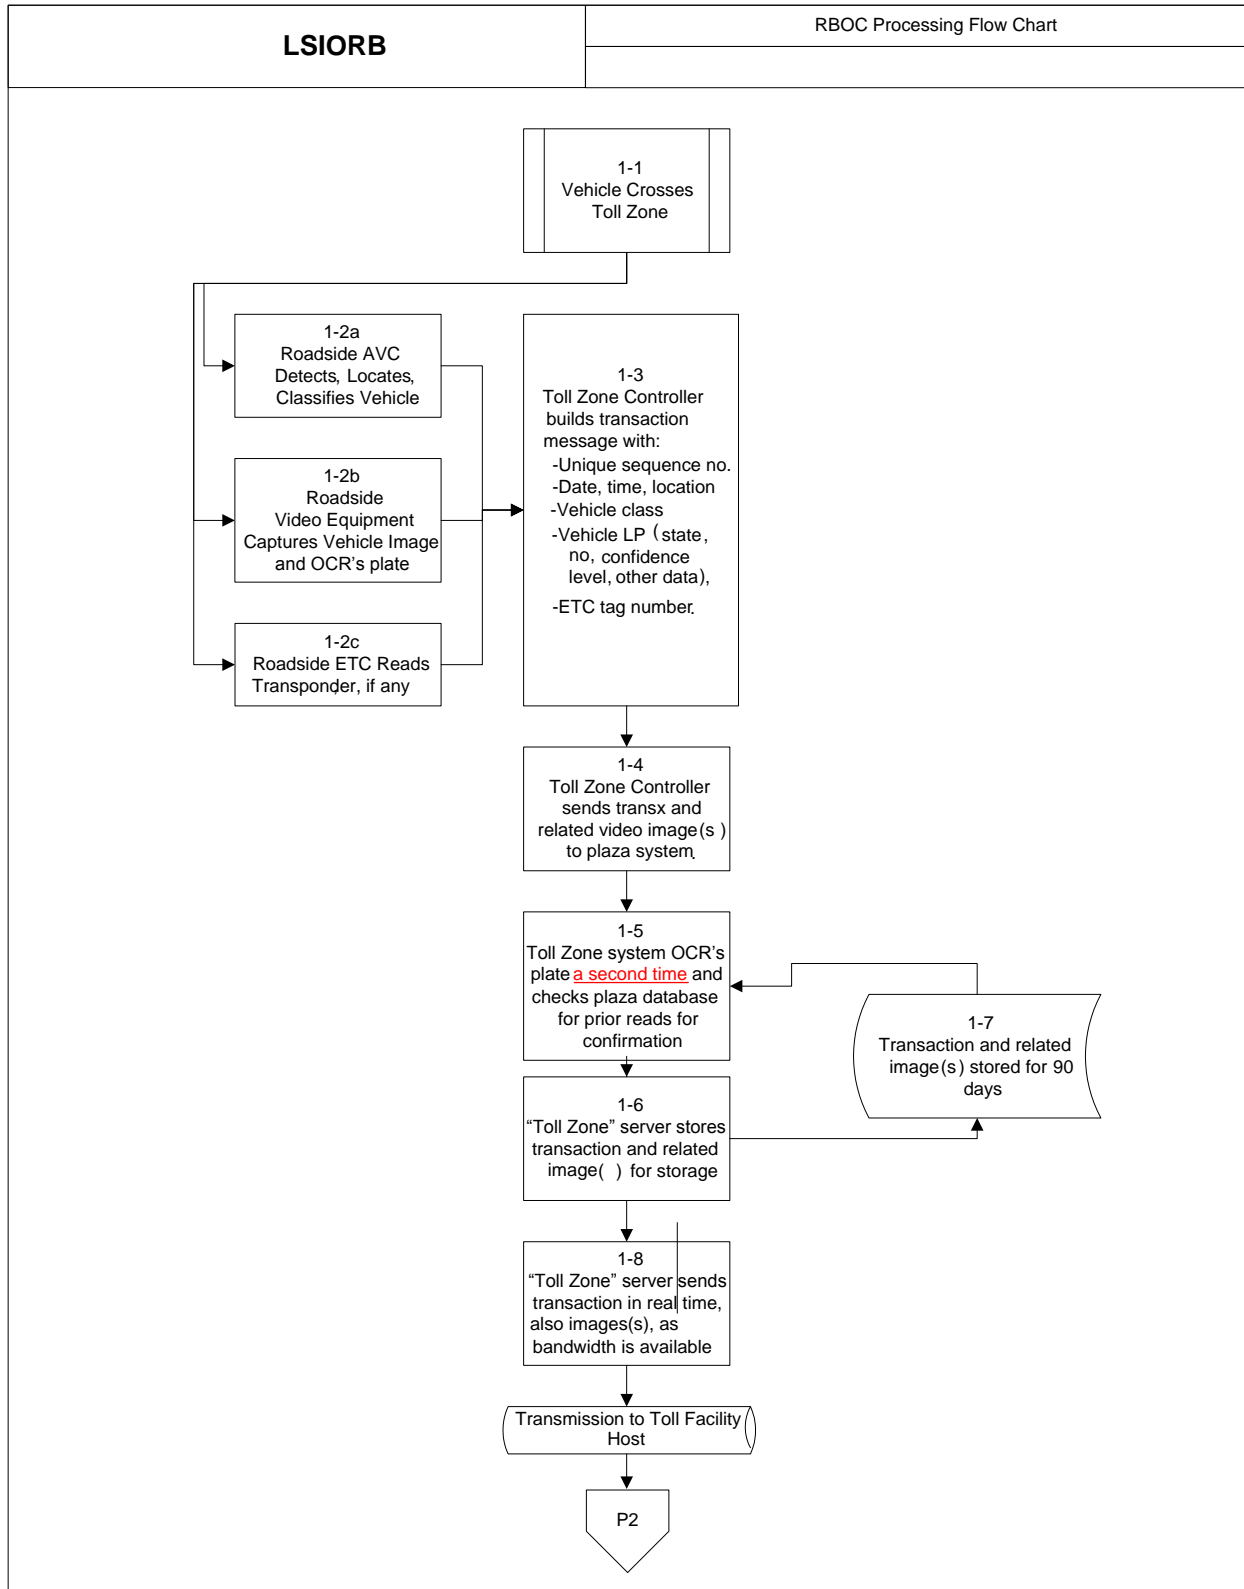 LSIORB
RBOC Processing Flow Chart
1-1
Vehicle Crosses
Toll Zone
1-2a
Roadside AVC
Detects, Locates,
Classifies Vehicle
1-2b
Roadside
Video Equipment
Captures Vehicle Image
and OCR's plate
1-2c
Roadside ETC Reads
Transponder, if any
1-3
Toll Zone Controller
builds transaction
message with:
-Unique sequence no.
-Date, time, location
-Vehicle class
-Vehicle LP (state,
no, confidence
level, other data),
-ETC tag number.
1-4
Toll Zone Controller
sends transx and
related video image(s )
to plaza system.
1-5
Toll Zone system OCR's
plate a second time and
checks plaza database
for prior reads for
confirmation
1-7
Transaction and related
image(s) stored for 90
days
1-6
“Toll Zone” server stores
transaction and related
image( ) for storage
1-8
“Toll Zone” server sends
transaction in real time,
also images(s), as
bandwidth is available
Transmission to Toll Facility
Host
P2